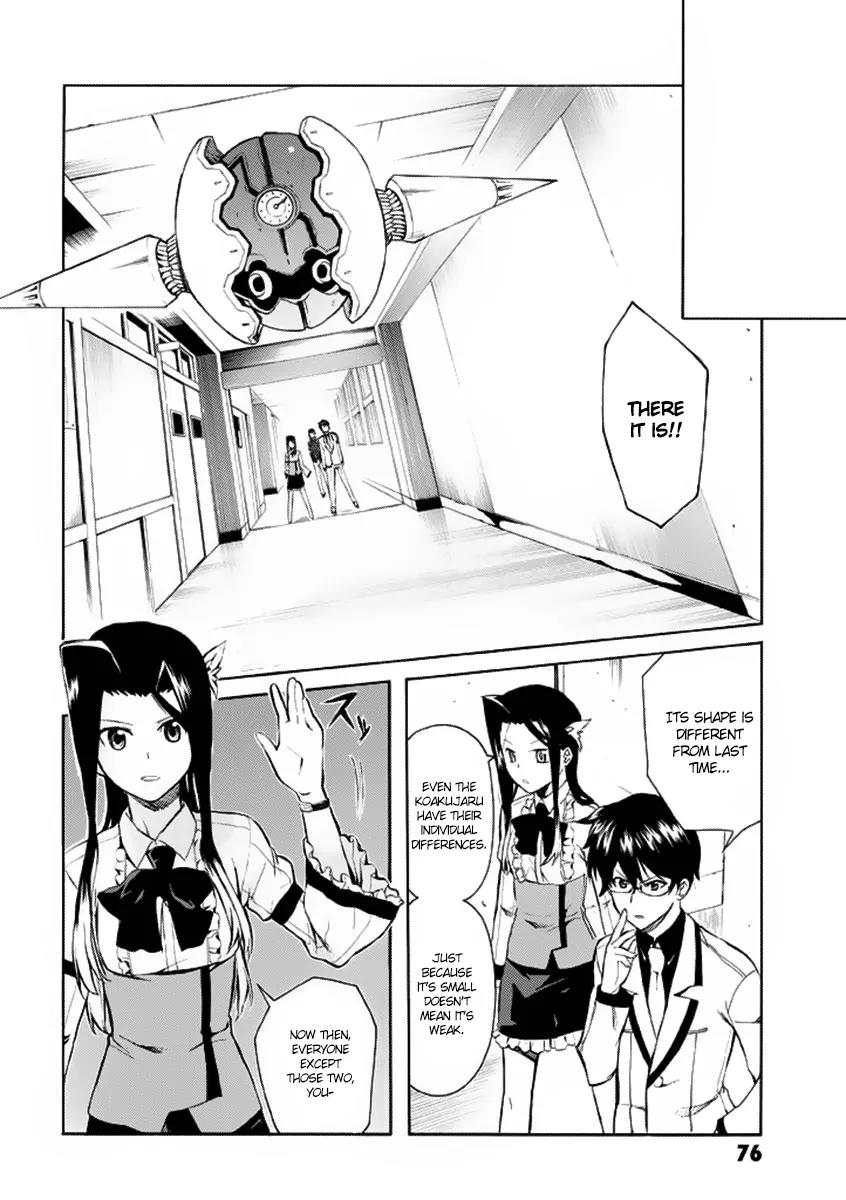 THERE
IT IS!!
ITS SHAPE IS
DIFFERENT
FROM LAST
TIME...
EVEN THE
KOAKUJARU
HAVE THEIR
INDIVIDUAL
DIFFERENCES.
JUST
BECAUSE
IT'S SMALL
DOESN'T
MEAN IT'S
WEAK.
スッ
NOW THEN,
EVERYONE
EXCEPT
THOSE TWO,
YOU-
76